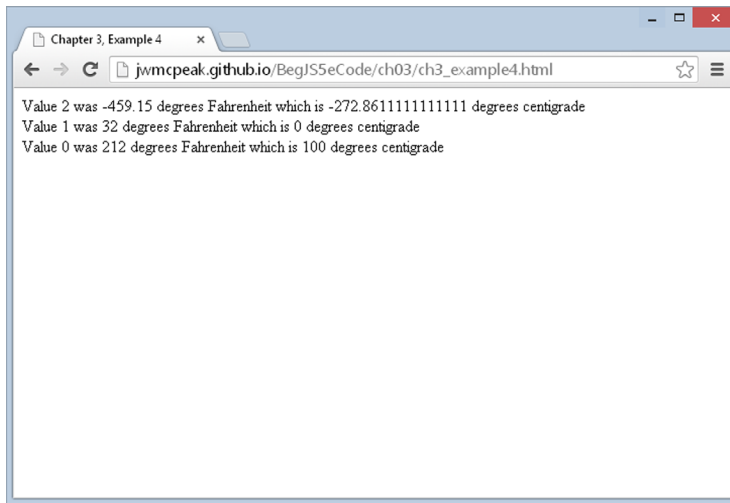 Chapter 3, Example 4
jwmcpeak.github.io/BegJS5eCode/ch03/ch3_example4.html
Value 2 was -459.15 degrees Fahrenheit which is -272.8611111111111 degrees centigrade
Value 1 was 32 degrees Fahrenheit which is 0 degrees centigrade
Value 0 was 212 degrees Fahrenheit which is 100 degrees centigrade